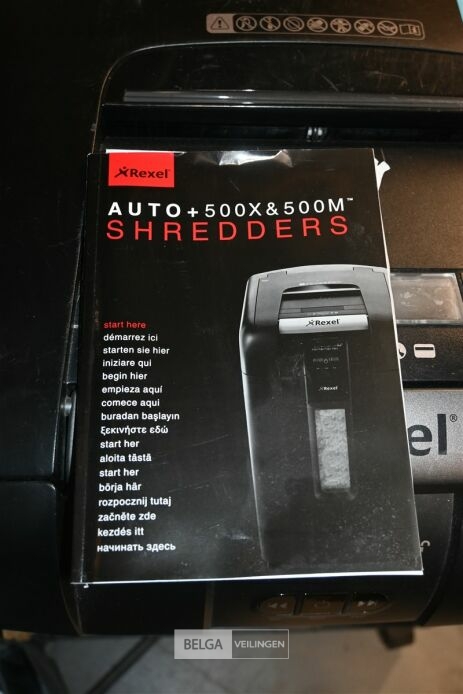 Rexel
AUTO+500X&500M™
SHREDDERS
start here
démarrez ici
starten sie hier
iniziare qui
begin hier
empieza aquí
comece aqui
buradan başlayın
ξεκινήστε εδώ
start her
aloita tästä
start her
börja här
rozpocznij tutaj
začněte zde
kezdés itt
начинать здесь
Rexel
Rexel
el
BELGA VEILINGEN